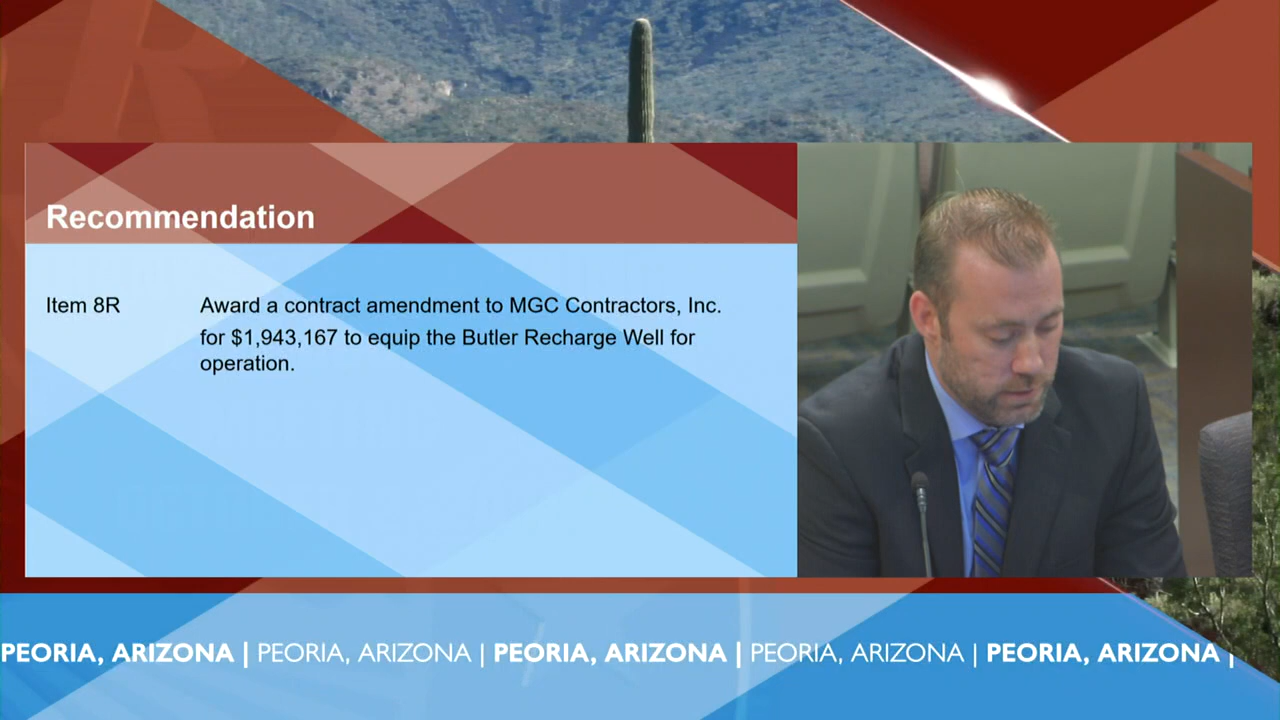 Recommendation
Item 8R Award a contract amendment to MGC Contractors, Inc.
for $1,943,167 to equip the Butler Recharge Well for
operation.
PEORIA, ARIZONA | PEORIA, ARIZONA | PEORIA, ARIZONA | PEORIA, ARIZONA | PEORIA, ARIZONA |